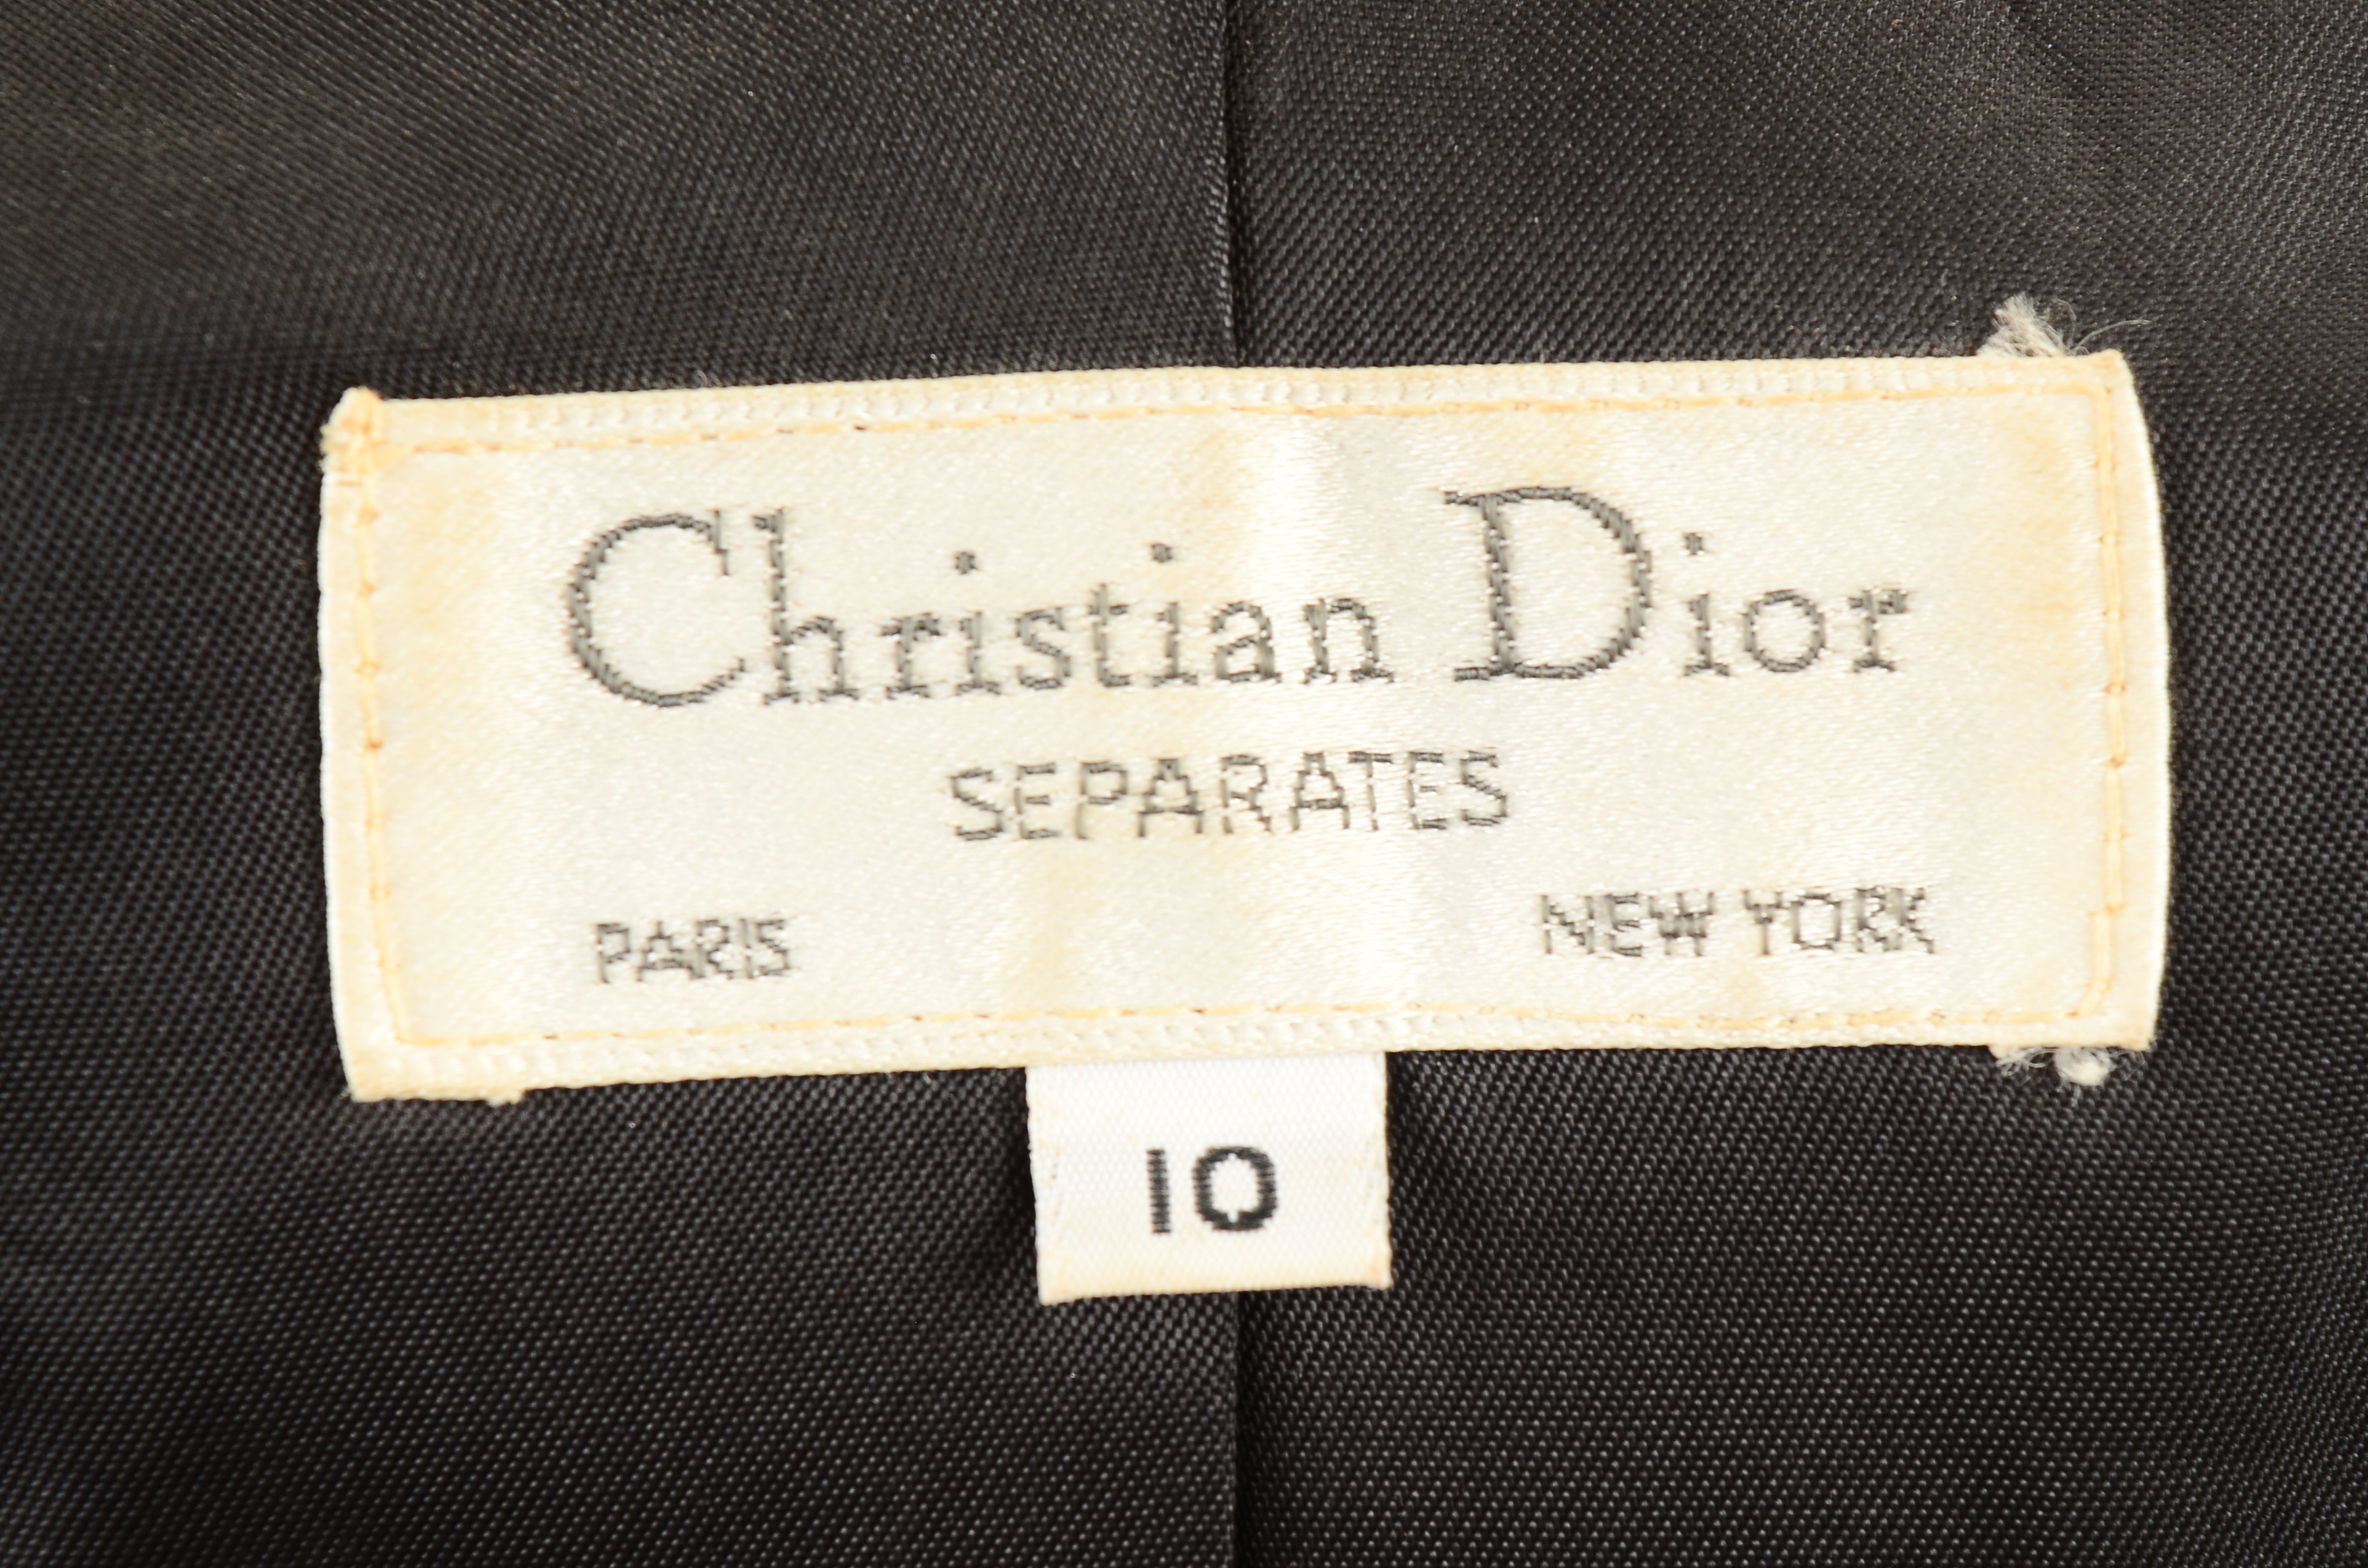 Christian Dior
SEPARATES
PARIS NEW YORK
10